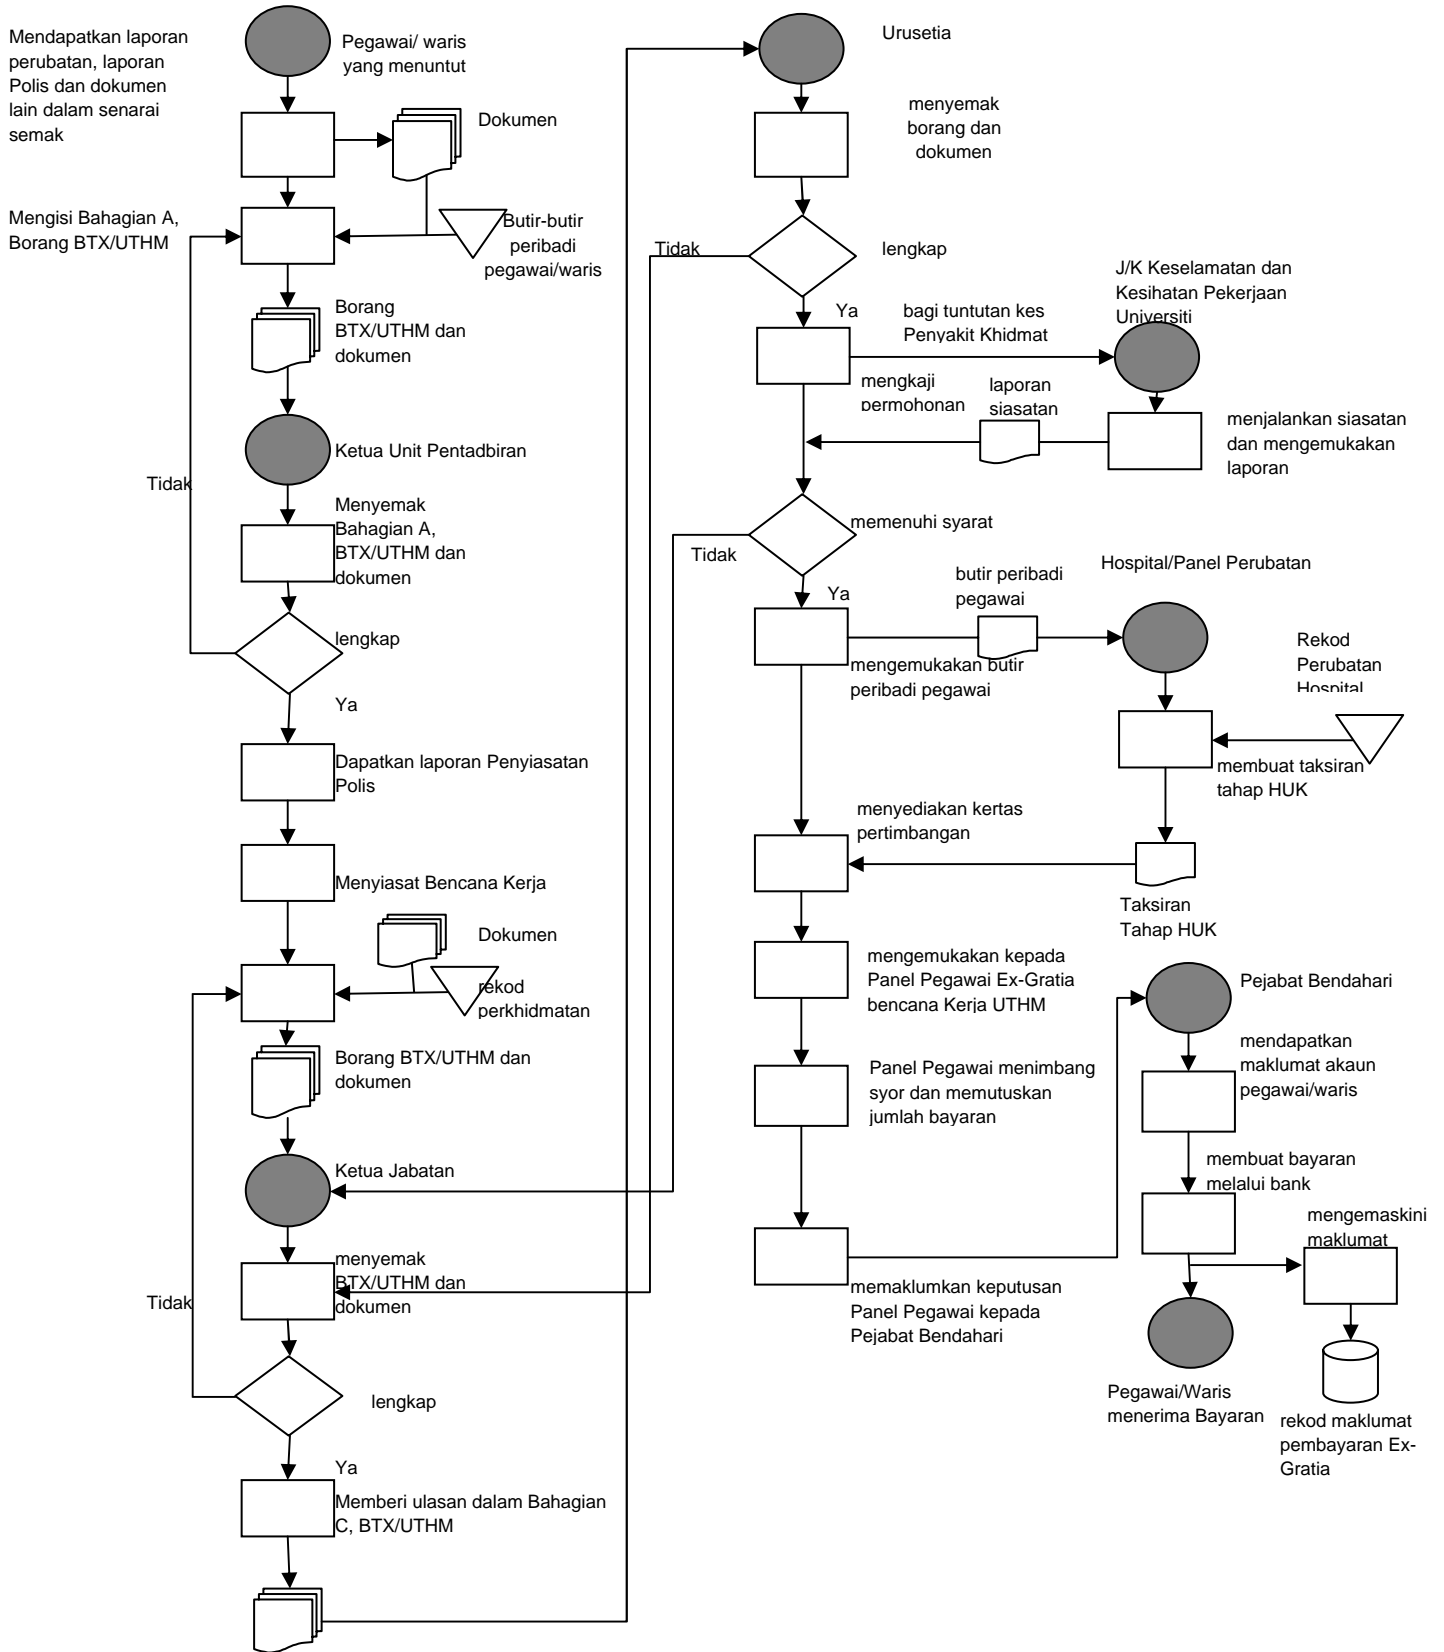 Mendapatkan laporan
perubatan, laporan
Polis dan dokumen
lain dalam senarai
semak
Pegawai/ waris
yang menuntut
Dokumen
Mengisi Bahagian A,
Borang BTX/UTHM
Butir-butir
peribadi
pegawai/waris
Borang
BTX/UTHM dan
dokumen
Ketua Unit Pentadbiran
Tidak
Menyemak
Bahagian A,
BTX/UTHM dan
dokumen
lengkap
Ya
Dapatkan laporan Penyiasatan
Polis
Menyiasat Bencana Kerja
Dokumen
rekod
perkhidmatan
Borang BTX/UTHM dan
dokumen
Ketua Jabatan
menyemak
BTX/UTHM dan
dokumen
Tidak
lengkap
Ya
Memberi ulasan dalam Bahagian
C, BTX/UTHM
Urusetia
menyemak
borang dan
dokumen
Tidak
lengkap
Ya
bagi tuntutan kes
Penyakit Khidmat
J/K Keselamatan dan
Kesihatan Pekerjaan
Universiti
mengkaji
permohonan
laporan
siasatan
menjalankan siasatan
dan mengemukakan
laporan
memenuhi syarat
Tidak
Ya
butir peribadi
pegawai
Hospital/Panel Perubatan
mengemukakan butir
peribadi pegawai
Rekod
Perubatan
Hospital
membuat taksiran
tahap HUK
menyediakan kertas
pertimbangan
Taksiran
Tahap HUK
mengemukakan kepada
Panel Pegawai Ex-Gratia
bencana Kerja UTHM
Pejabat Bendahari
mendapatkan
maklumat akaun
pegawai/waris
Panel Pegawai menimbang
syor dan memutuskan
jumlah bayaran
membuat bayaran
melalui bank
mengemaskini
maklumat
memaklumkan keputusan
Panel Pegawai kepada
Pejabat Bendahari
Pegawai/Waris
menerima Bayaran
rekod maklumat
pembayaran Ex-
Gratia